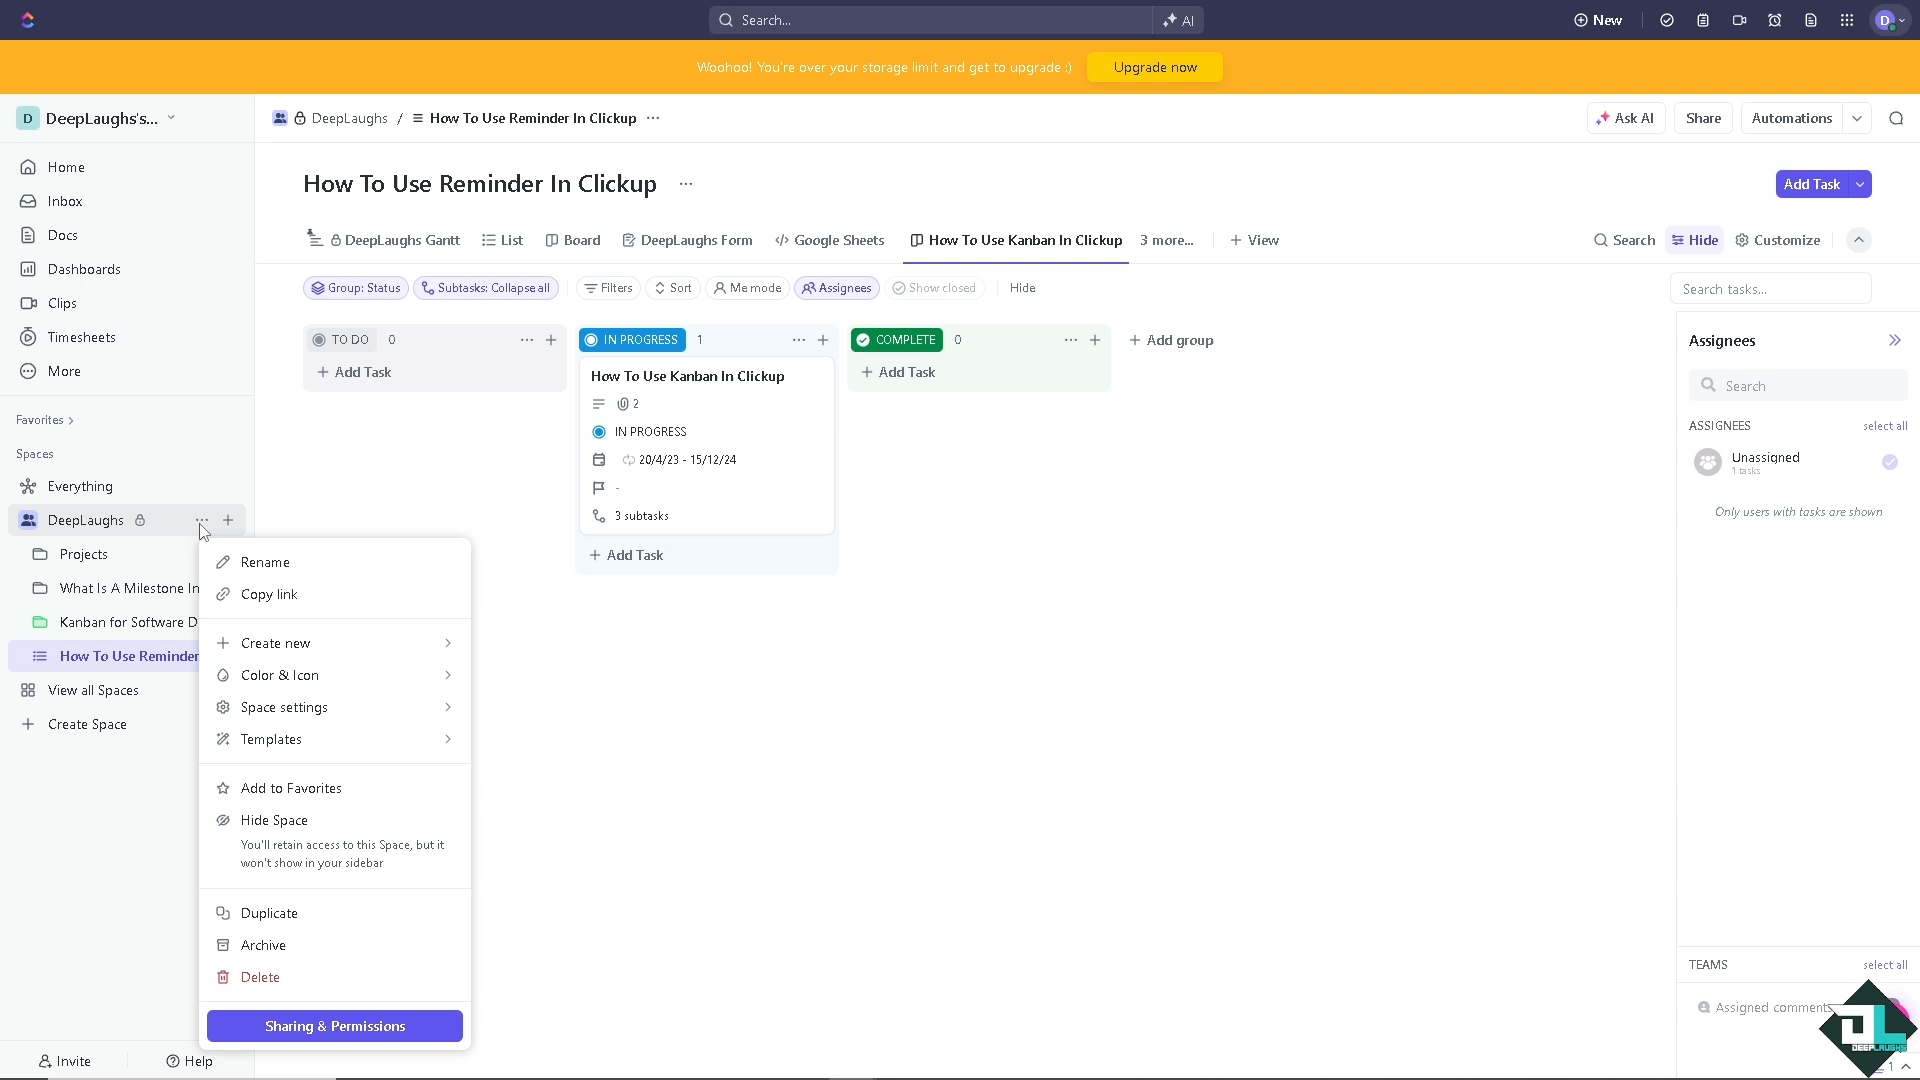 Search...
AI
New
D
Woohoo! You're over your storage limit and get to upgrade :)
Upgrade now
D DeepLaughs's...
DeepLaughs / How To Use Reminder In Clickup ...
Ask AI
Share
Automations
Home
Inbox
Docs
Dashboards
Clips
Timesheets
More
Favorites
Spaces
Everything
DeepLaughs
Projects
What Is A Milestone In
Kanban for Software D
How To Use Reminder
View all Spaces
Create Space
Invite
Help
How To Use Reminder In Clickup
Add Task
DeepLaughs Gantt
List
Board
DeepLaughs Form
Google Sheets
How To Use Kanban In Clickup
3 more...
View
Search
Hide
Customize
Group: Status
Subtasks: Collapse all
Filters
Sort
Me mode
Assignees
Show closed
Hide
Search tasks...
TO DO 0
Add Task
IN PROGRESS 1
How To Use Kanban In Clickup
2
IN PROGRESS
20/4/23 - 15/12/24
-
3 subtasks
Add Task
COMPLETE 0
Add Task
Add group
Rename
Copy link
Create new
Color & Icon
Space settings
Templates
Add to Favorites
Hide Space
You'll retain access to this Space, but it
won't show in your sidebar
Duplicate
Archive
Delete
Sharing & Permissions
Assignees
Search
ASSIGNEES select all
Unassigned
1 tasks
Only users with tasks are shown
TEAMS select all
Assigned comments
DL
DEEPLAUGHS
1